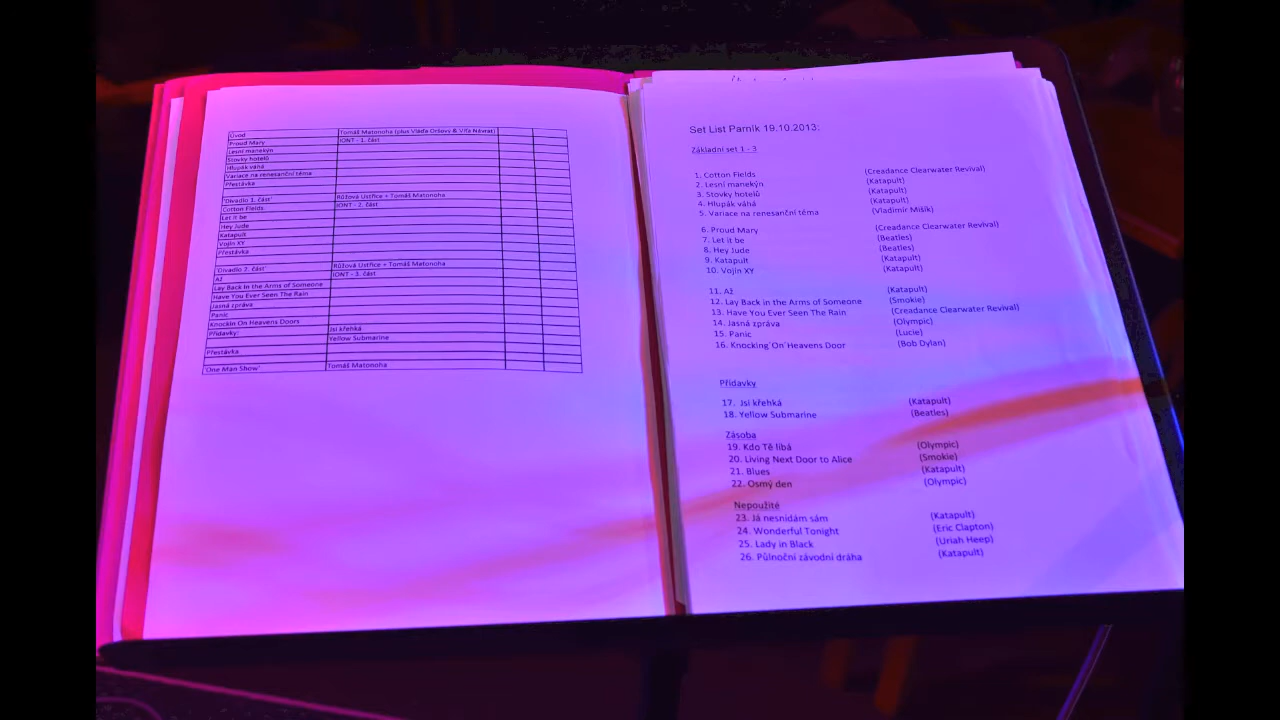 Úvod Tomáš Matonoha (plus Vláďa Oršovy & Víťa Návrat)
Proud Mary IONT - 1. část
Lesní manekýn
Stovky hotelů
Hlupák váhá
Variace na renesanční téma
Přestávka
'Divadlo 1. část' Růžová Ustřice + Tomáš Matonoha
Cotton Fields IONT - 2. část
Let it be
Hey Jude
Katapult
Vojín XY
Přestávka
'Divadlo 2. část' Růžová Ustřice + Tomáš Matonoha
Až IONT - 3. část
Lay Back In the Arms of Someone
Have You Ever Seen The Rain
Jasná zpráva
Panic
Knockin On Heavens Doors
Přídavky: Jsi křehká
Yellow Submarine
Přestávka
'One Man Show' Tomáš Matonoha
Set List Parník 19.10.2013:
Základní set 1 - 3
1. Cotton Fields (Creadance Clearwater Revival)
2. Lesní manekýn (Katapult)
3. Stovky hotelů (Katapult)
4. Hlupák váhá (Katapult)
5. Variace na renesanční téma (Vladimír Mišík)
6. Proud Mary (Creadance Clearwater Revival)
7. Let it be (Beatles)
8. Hey Jude (Beatles)
9. Katapult (Katapult)
10. Vojín XY (Katapult)
11. Až (Katapult)
12. Lay Back in the Arms of Someone (Smokie)
13. Have You Ever Seen The Rain (Creadance Clearwater Revival)
14. Jasná zpráva (Olympic)
15. Panic (Lucie)
16. Knocking On Heavens Door (Bob Dylan)
Přídavky
17. Jsi křehká (Katapult)
18. Yellow Submarine (Beatles)
Zásoba
19. Kdo Tě líbá (Olympic)
20. Living Next Door to Alice (Smokie)
21. Blues (Katapult)
22. Osmý den (Olympic)
Nepoužité
23. Já nesnídám sám (Katapult)
24. Wonderful Tonight (Eric Clapton)
25. Lady in Black (Uriah Heep)
26. Půlnoční závodní dráha (Katapult)